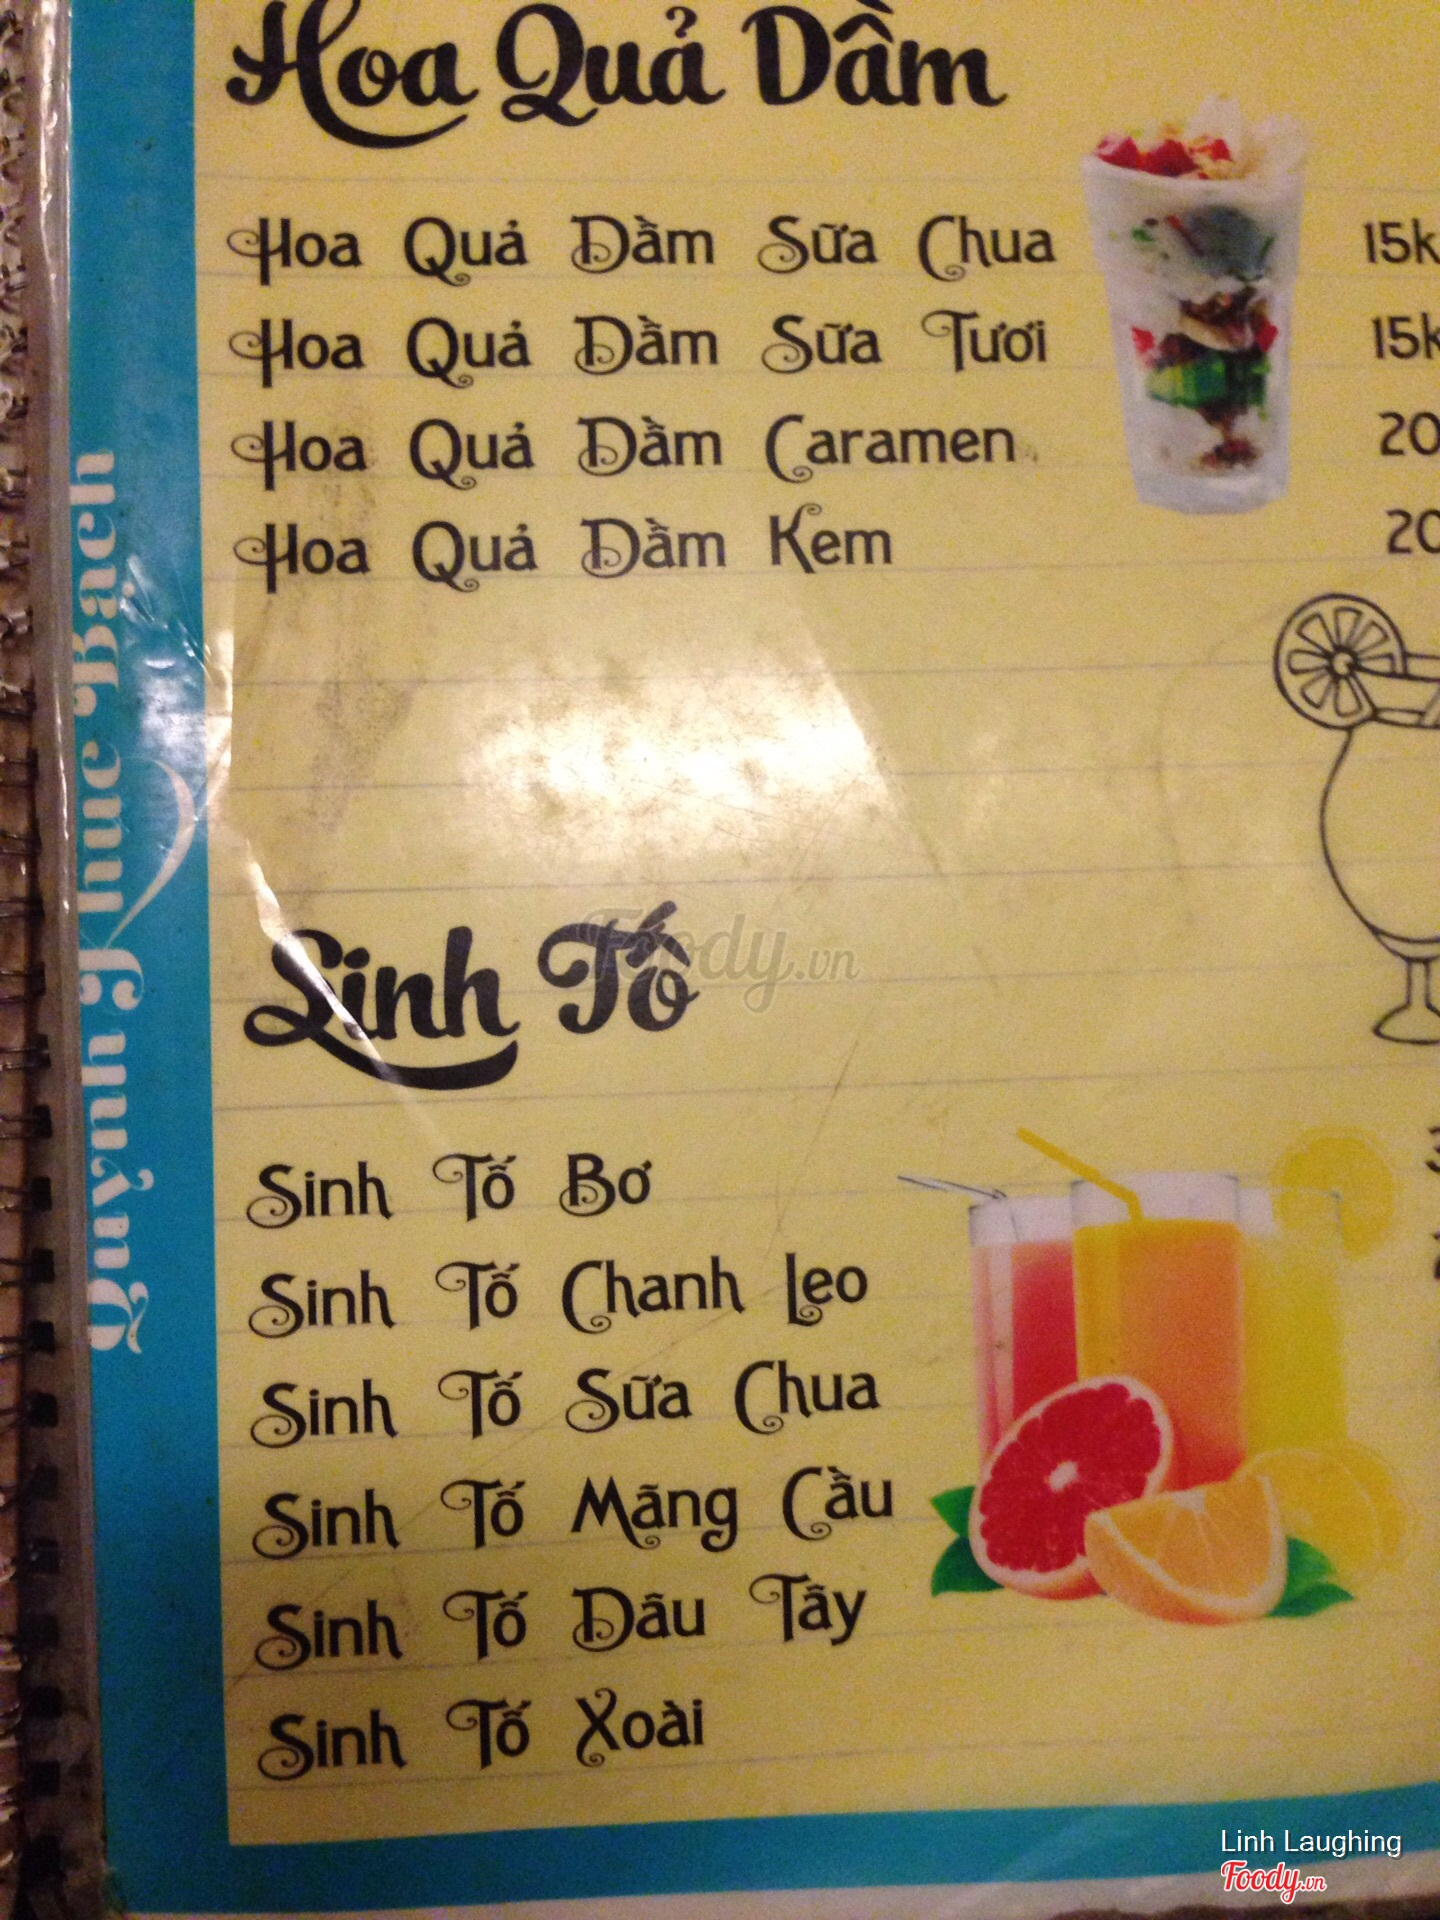 Hoa Quả Dầm
Hoa Quả Dầm Sữa Chua 15k
Hoa Quả Dầm Sữa Tươi 15k
Hoa Quả Dầm Caramen 20
Hoa Quả Dầm Kem 20
Sinh Tố
Sinh Tố Bơ
Sinh Tố Chanh Leo
Sinh Tố Sữa Chua
Sinh Tố Mãng Cầu
Sinh Tố Dâu Tây
Sinh Tố Xoài
Quỳnh Thục Bạch
Foody.vn
Linh Laughing
Foody.vn